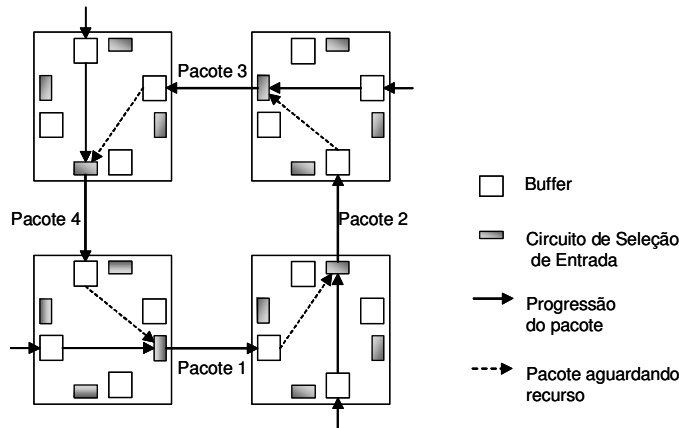 Pacote 3
Pacote 4
Pacote 2
Pacote 1
Buffer
Circuito de Seleção
de Entrada
Progressão
do pacote
Pacote aguardando
recurso